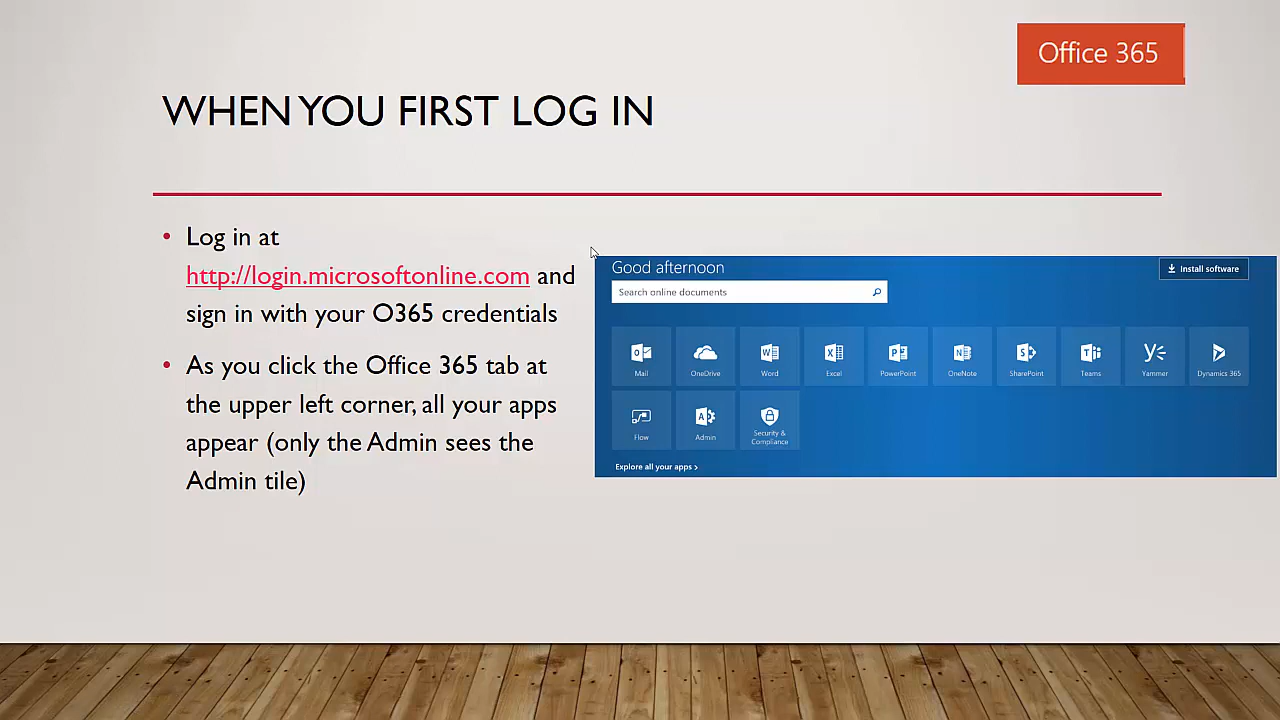 Office 365
WHEN YOU FIRST LOG IN
• Log in at
http://login.microsoftonline.com and
sign in with your O365 credentials
• As you click the Office 365 tab at
the upper left corner, all your apps
appear (only the Admin sees the
Admin tile)
Good afternoon
Install software
Search online documents
Mail OneDrive Word Excel PowerPoint OneNote SharePoint Teams Yammer Dynamics 365
Flow Admin Security &
Compliance
Explore all your apps >